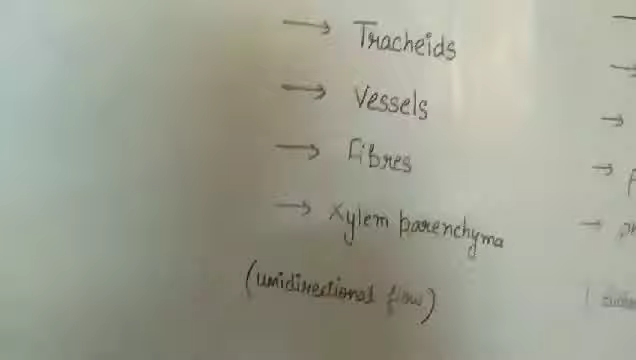 → Tracheids
→ Vessels
→ Fibres
→ Xylem parenchyma
(unidirectional flow)